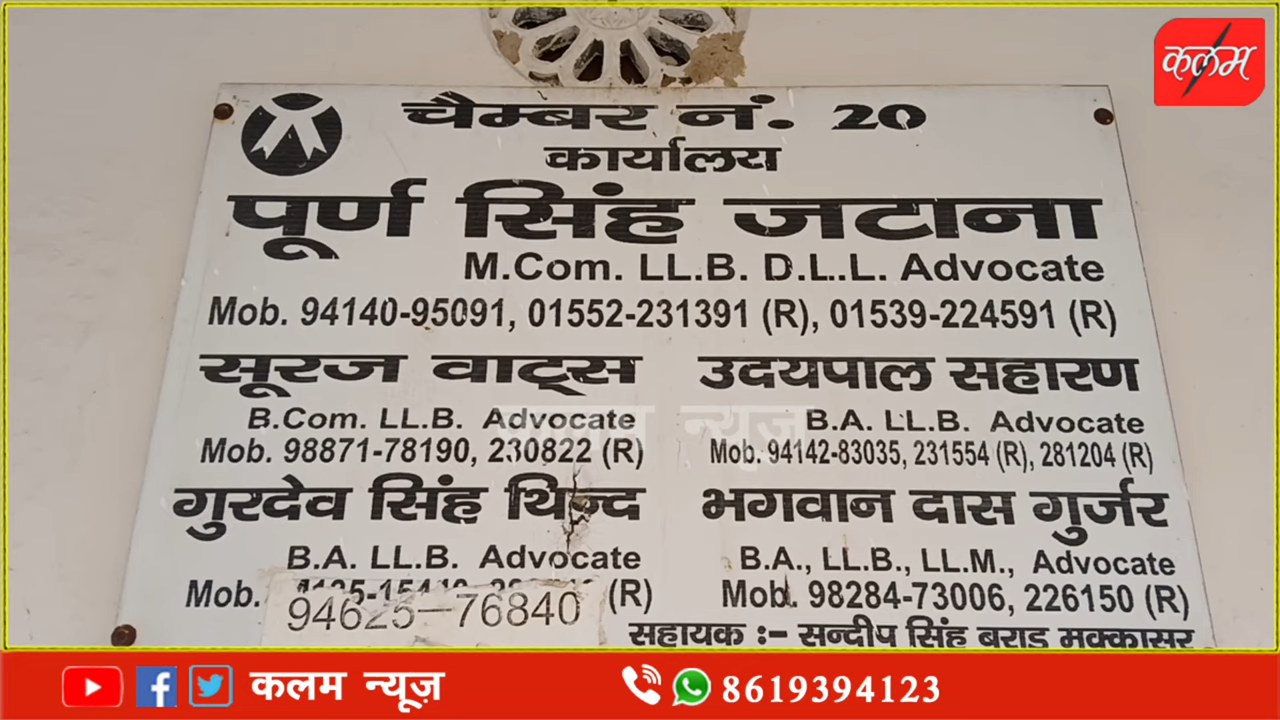 कलम
चैम्बर नं. 20
कार्यालय
पूर्ण सिंह जटाना
M.Com. LL.B. D.L.L. Advocate
Mob. 94140-95091, 01552-231391 (R), 01539-224591 (R)
सूरज वाट्स
B.Com. LL.B. Advocate
Mob. 98871-78190, 230822 (R)
उदयपाल सहारण
B.A. LL.B. Advocate
Mob. 94142-83035, 231554 (R), 281204 (R)
कलम न्यूज़
गुरदेव सिंह थिन्द
B.A. LL.B. Advocate
Mob. (R)
94625-76840
भगवान दास गुर्जर
B.A., LL.B., LL.M., Advocate
Mob. 98284-73006, 226150 (R)
सहायक :- सन्दीप सिंह बराड मक्कासर
कलम न्यूज़ 8619394123